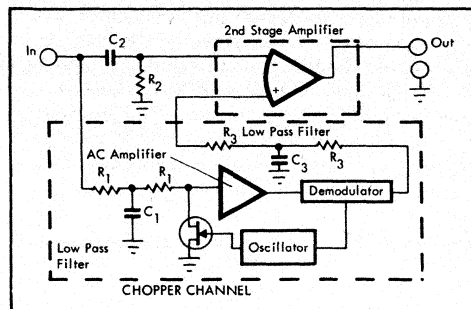 2nd Stage Amplifier
In
C2
Out
R2
-
+
R3
Low Pass Filter
R3
AC Amplifier
C3
R1
R1
Demodulator
C1
Oscillator
Low Pass
Filter
CHOPPER CHANNEL